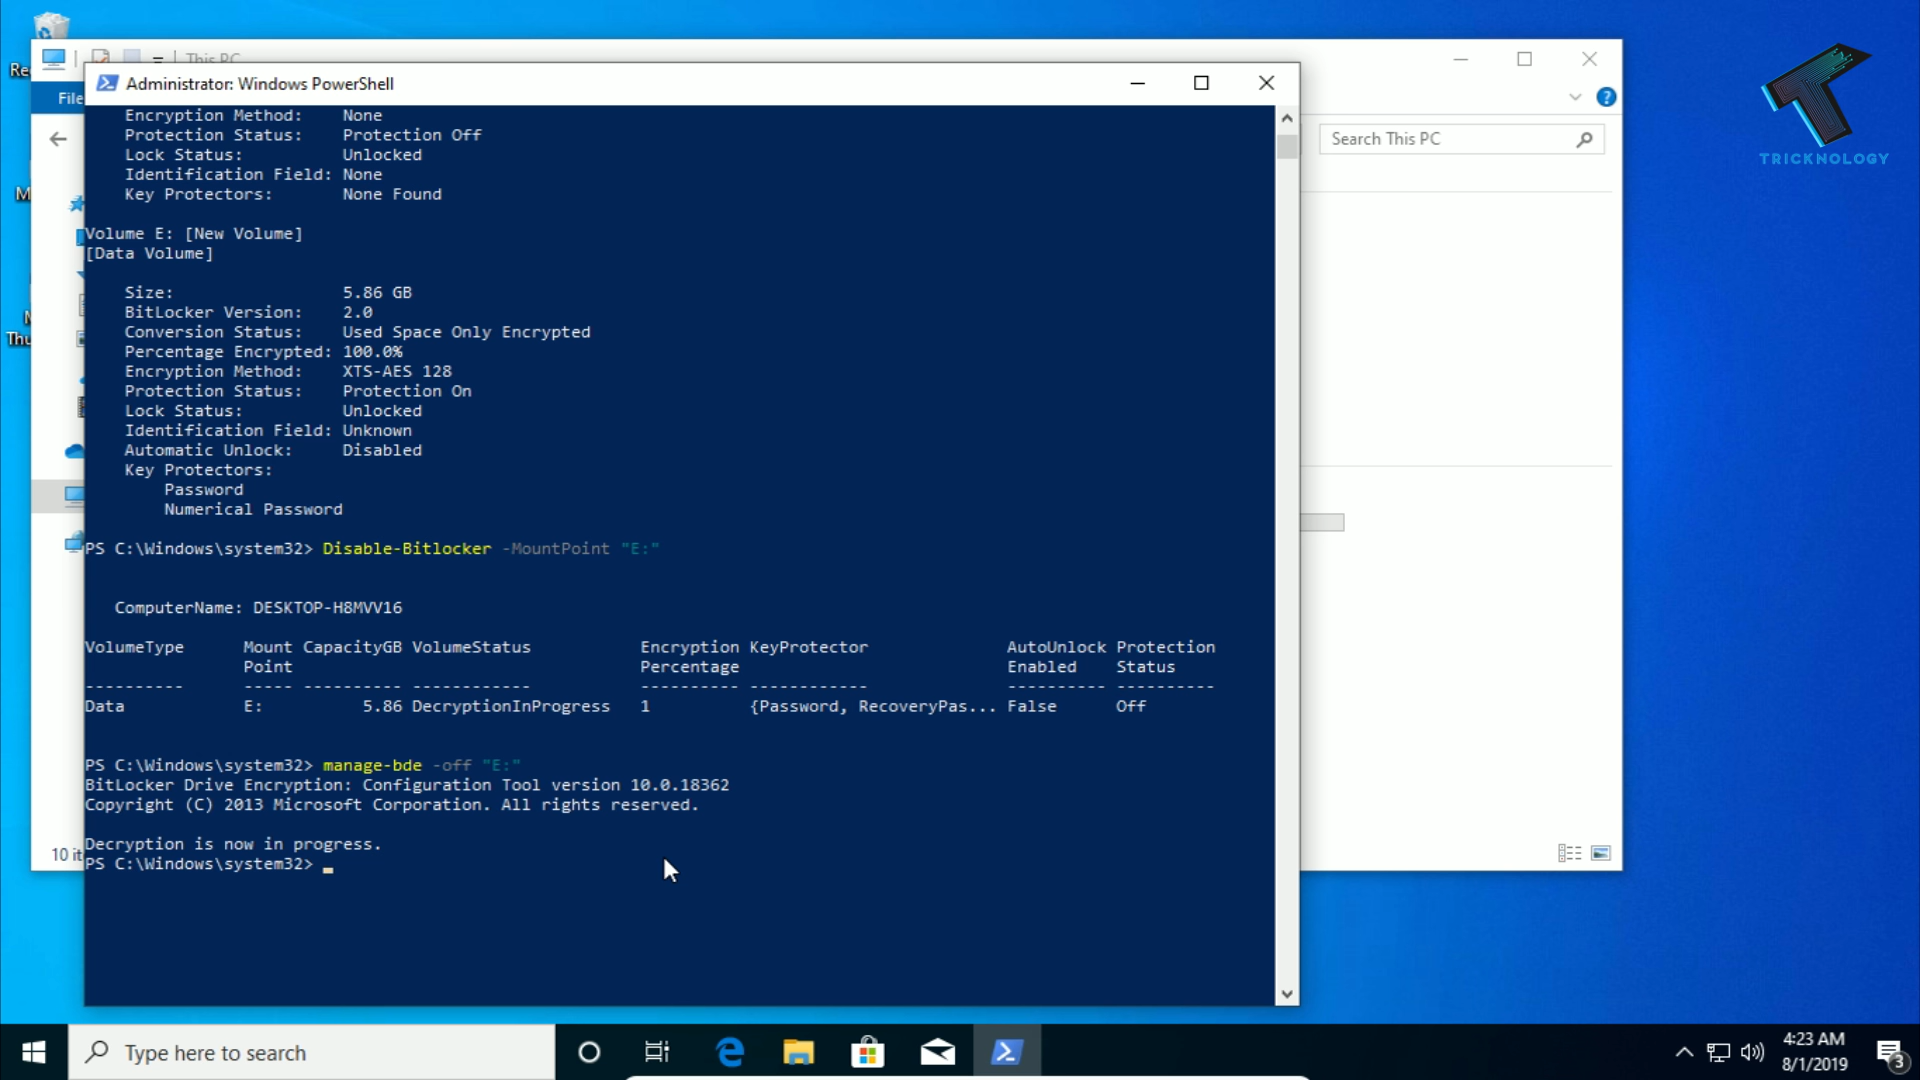 This PC
Administrator: Windows PowerShell
File
Search This PC
TRICKNOLOGY
Encryption Method: None
Protection Status: Protection Off
Lock Status: Unlocked
Identification Field: None
Key Protectors: None Found
Volume E: [New Volume]
[Data Volume]
Size: 5.86 GB
BitLocker Version: 2.0
Conversion Status: Used Space Only Encrypted
Percentage Encrypted: 100.0%
Encryption Method: XTS-AES 128
Protection Status: Protection On
Lock Status: Unlocked
Identification Field: Unknown
Automatic Unlock: Disabled
Key Protectors:
Password
Numerical Password
PS C:\Windows\system32> Disable-Bitlocker -MountPoint "E:"
ComputerName: DESKTOP-H8MVV16
VolumeType Mount CapacityGB VolumeStatus Encryption KeyProtector AutoUnlock Protection
Point Percentage Enabled Status
---------- ----- ---------- ------------ ---------- ------------ ---------- ----------
Data E: 5.86 DecryptionInProgress 1 {Password, RecoveryPas... False Off
PS C:\Windows\system32> manage-bde -off "E:"
BitLocker Drive Encryption: Configuration Tool version 10.0.18362
Copyright (C) 2013 Microsoft Corporation. All rights reserved.
Decryption is now in progress.
10 it
PS C:\Windows\system32>
Type here to search
4:23 AM
8/1/2019
3